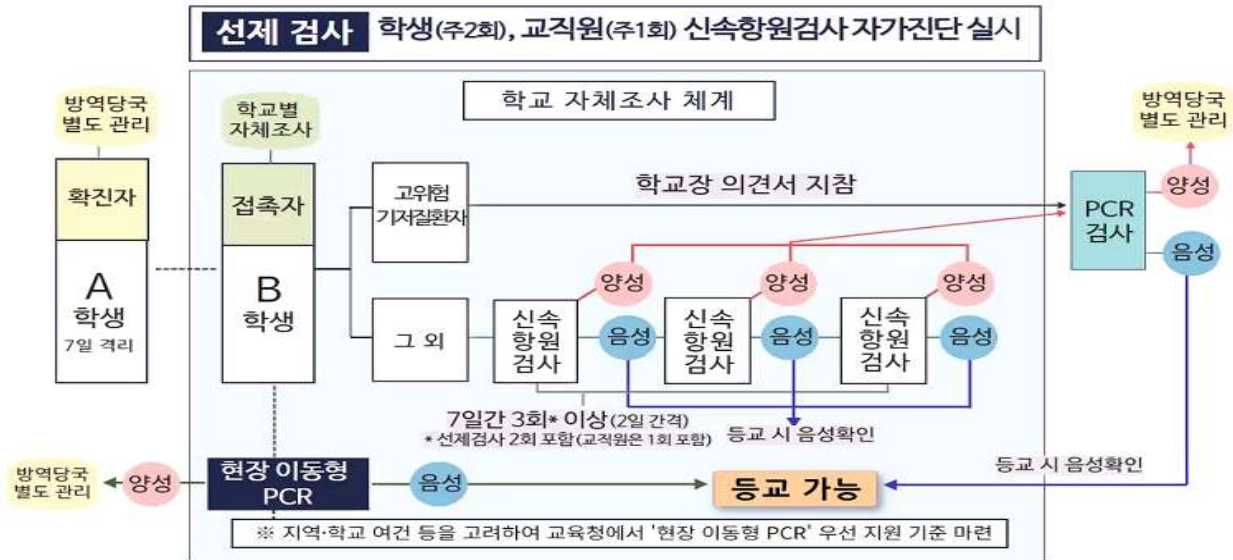 선제 검사 학생(주2회), 교직원(주1회) 신속항원검사 자가진단 실시
학교 자체조사 체계
방역당국
별도 관리
확진자
A
학생
7일 격리
학교별
자체조사
접촉자
B
학생
고위험
기저질환자
학교장 의견서 지참
그 외
신속
항원
검사
양성
음성
신속
항원
검사
양성
음성
신속
항원
검사
양성
음성
7일간 3회* 이상(2일 간격)
* 선제검사 2회 포함(교직원은 1회 포함)
등교 시 음성확인
PCR
검사
양성
방역당국
별도 관리
음성
등교 시 음성확인
방역당국
별도 관리
양성
현장 이동형
PCR
음성
등교 가능
※ 지역·학교 여건 등을 고려하여 교육청에서 '현장 이동형 PCR' 우선 지원 기준 마련